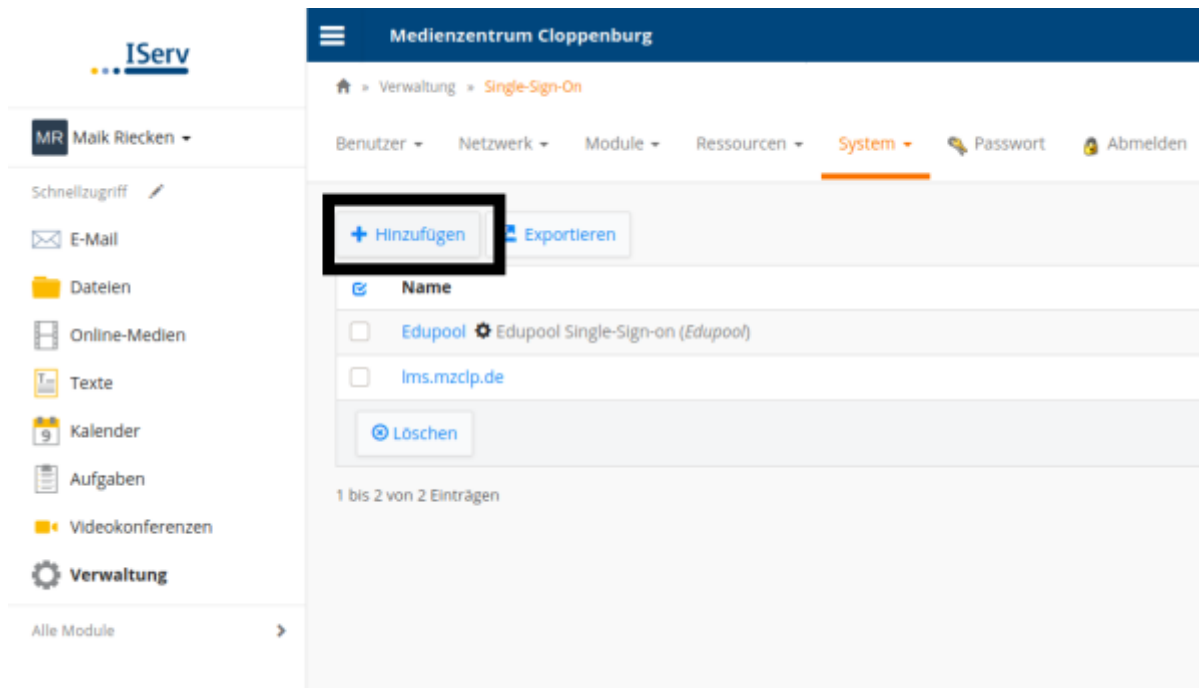 IServ
Medienzentrum Cloppenburg
» Verwaltung » Single-Sign-On
MR Maik Riecken
Benutzer Netzwerk Module Ressourcen System Passwort Abmelden
Schnellzugriff
E-Mail
Dateien
Online-Medien
Texte
9 Kalender
Aufgaben
Videokonferenzen
Verwaltung
Alle Module
+ Hinzufügen Exportieren
Name
Edupool Edupool Single-Sign-on (Edupool)
lms.mzclp.de
Löschen
1 bis 2 von 2 Einträgen